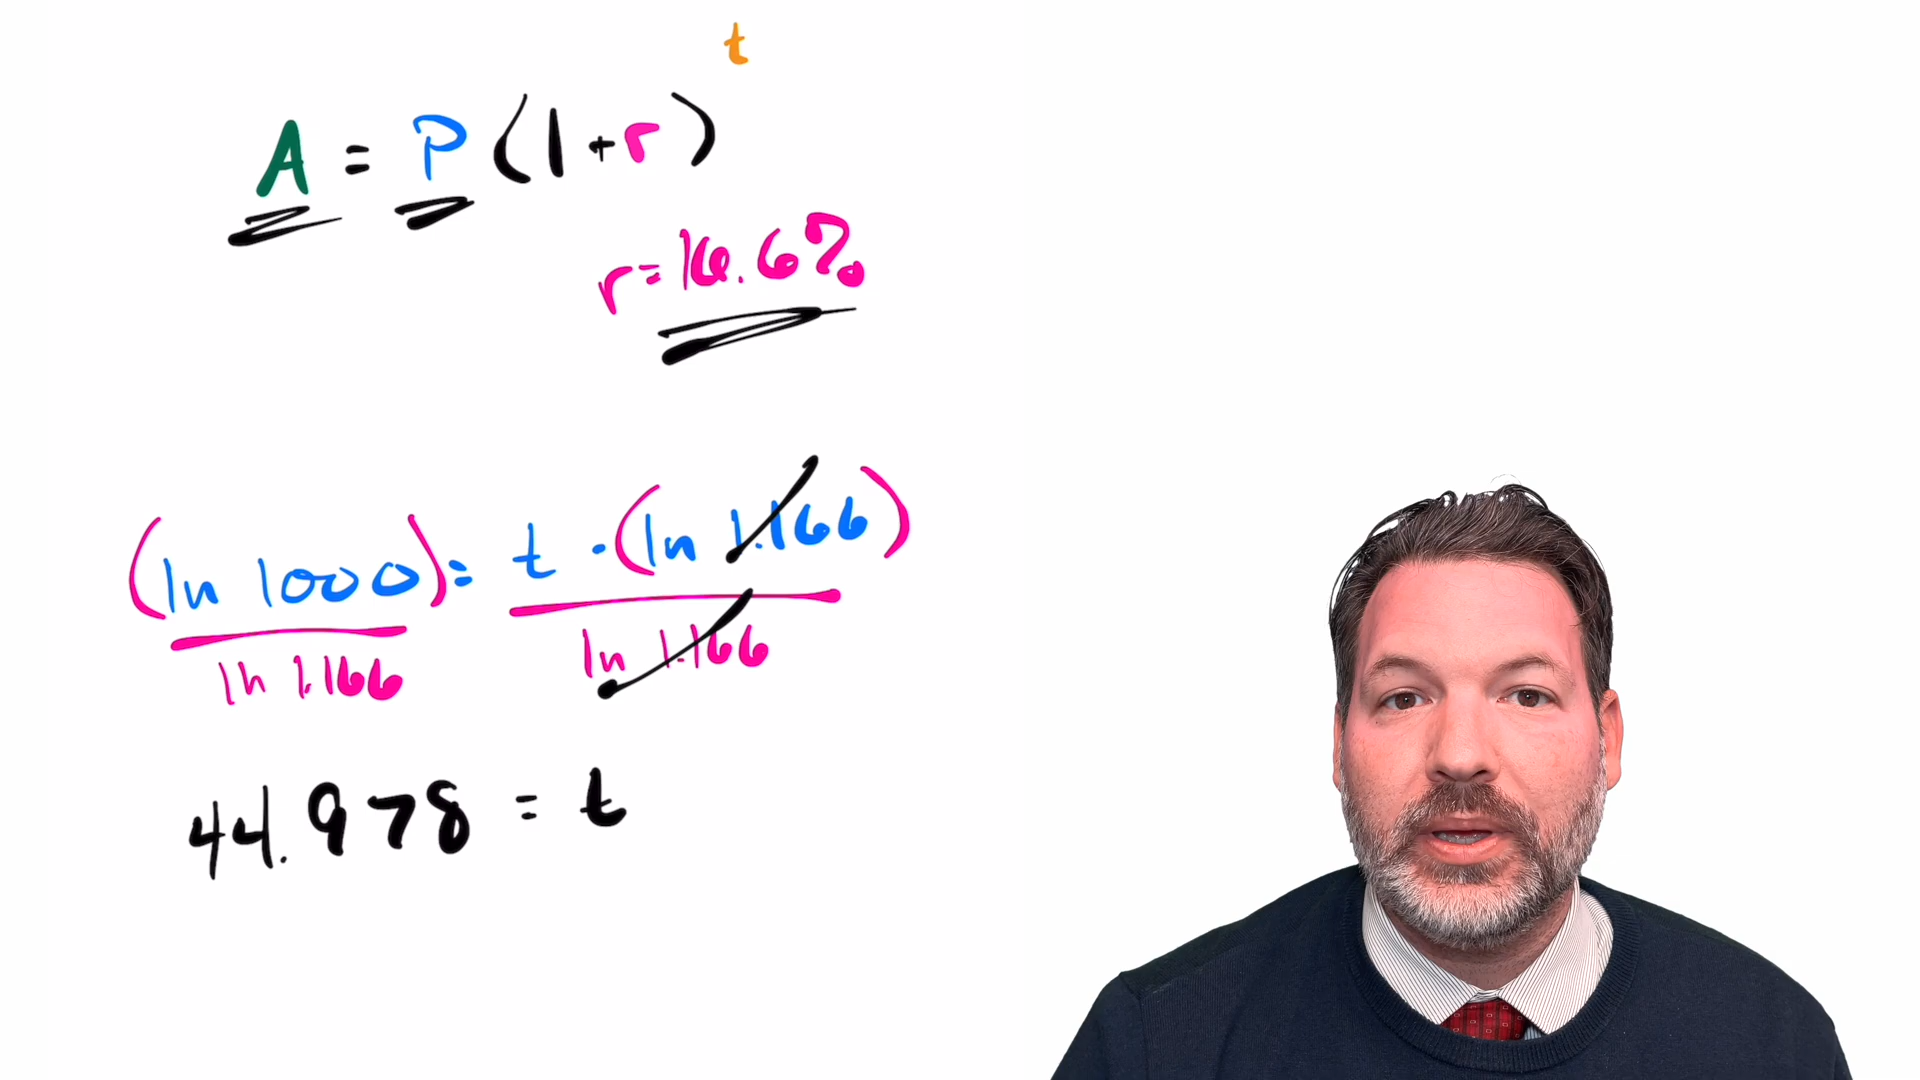 t
A = P (1 + r)
r = 16.6%
(ln 1000) = t · (ln 1.166)
ln 1.166 ln 1.166
44.978 = t